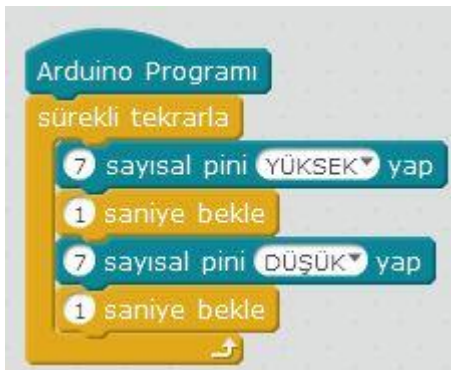 Arduino Programı
sürekli tekrarla
7 sayısal pini YÜKSEK yap
1 saniye bekle
7 sayısal pini DÜŞÜK yap
1 saniye bekle